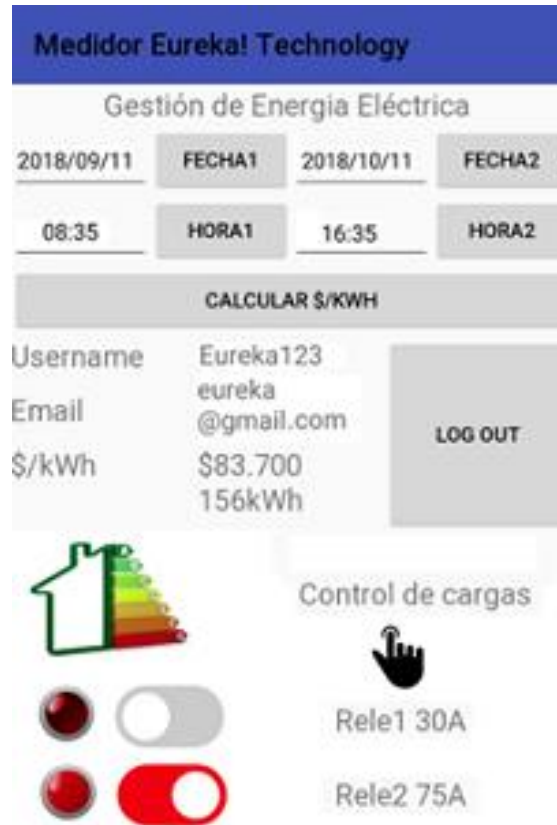 Medidor Eureka! Technology
Gestión de Energia Eléctrica
2018/09/11 FECHA1 2018/10/11 FECHA2
08:35 HORA1 16:35 HORA2
CALCULAR $/KWH
Username Eureka123
Email eureka
@gmail.com
LOG OUT
$/kWh $83.700
156kWh
Control de cargas
Rele1 30A
Rele2 75A